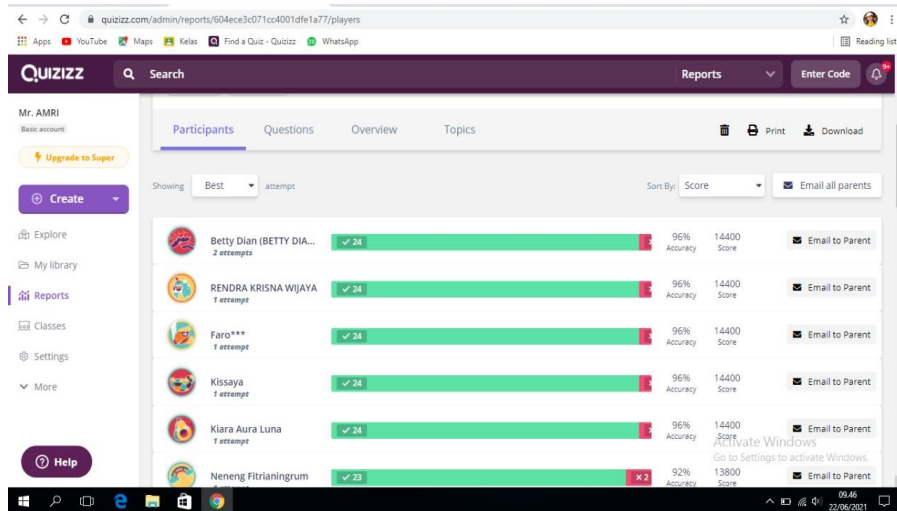 quizizz.com/admin/reports/604ece3c071cc4001dfe1a77/players
Apps YouTube Maps Kelas Find a Quiz - Quizizz WhatsApp Reading list
QUIZIZZ Search Reports Enter Code 9+
Mr. AMRI
Basic account
Upgrade to Super
Create
Explore
My library
Reports
Classes
Settings
More
Help
Participants Questions Overview Topics Print Download
Showing Best attempt Sort By: Score Email all parents
Betty Dian (BETTY DIA... 24 96% 14400 Email to Parent
2 attempts Accuracy Score
RENDRA KRISNA WIJAYA 24 96% 14400 Email to Parent
1 attempt Accuracy Score
Faro*** 24 96% 14400 Email to Parent
1 attempt Accuracy Score
Kissaya 24 96% 14400 Email to Parent
1 attempt Accuracy Score
Kiara Aura Luna 24 96% 14400 Email to Parent
1 attempt Accuracy Score
Activate Windows
Go to Settings to activate Windows.
Neneng Fitrianingrum 23 ×2 92% 13800 Email to Parent
Accuracy Score
09.46
22/06/2021